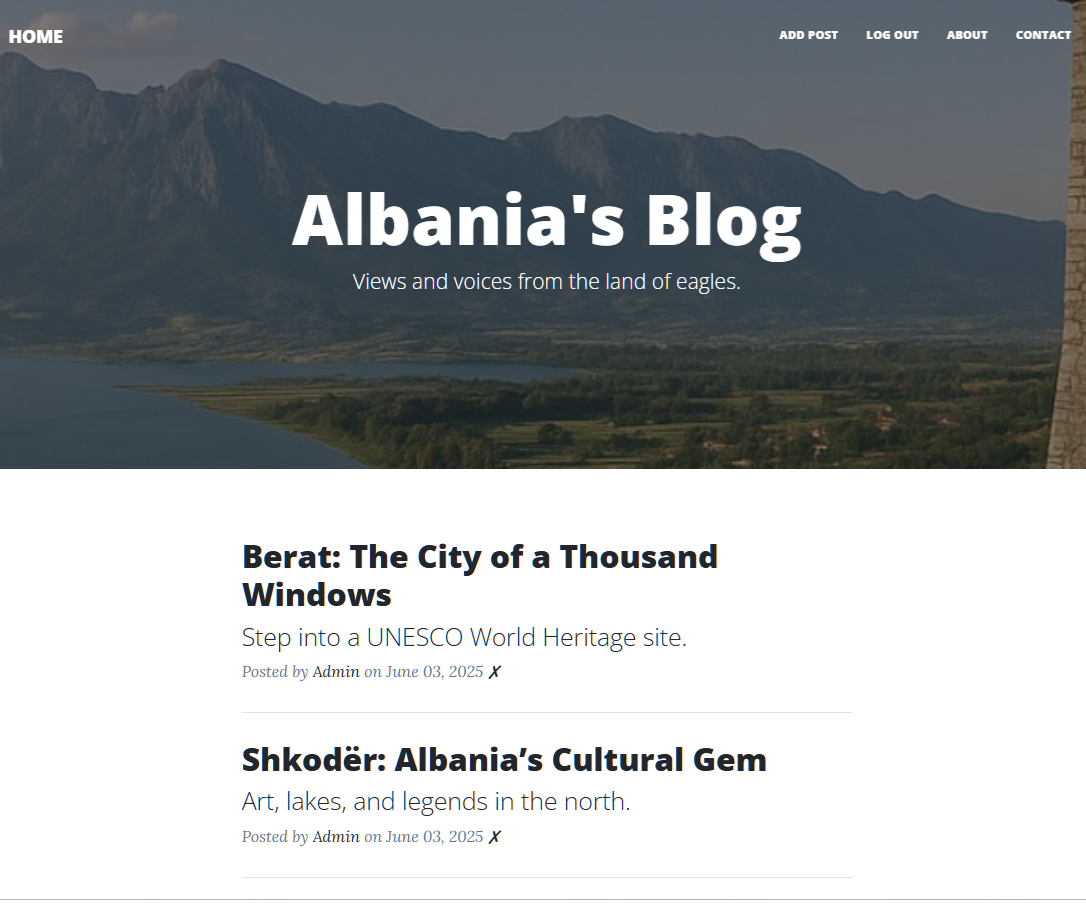 HOME
ADD POST LOG OUT ABOUT CONTACT
Albania's Blog
Views and voices from the land of eagles.
Berat: The City of a Thousand
Windows
Step into a UNESCO World Heritage site.
Posted by Admin on June 03, 2025 ✗
Shkodër: Albania’s Cultural Gem
Art, lakes, and legends in the north.
Posted by Admin on June 03, 2025 ✗